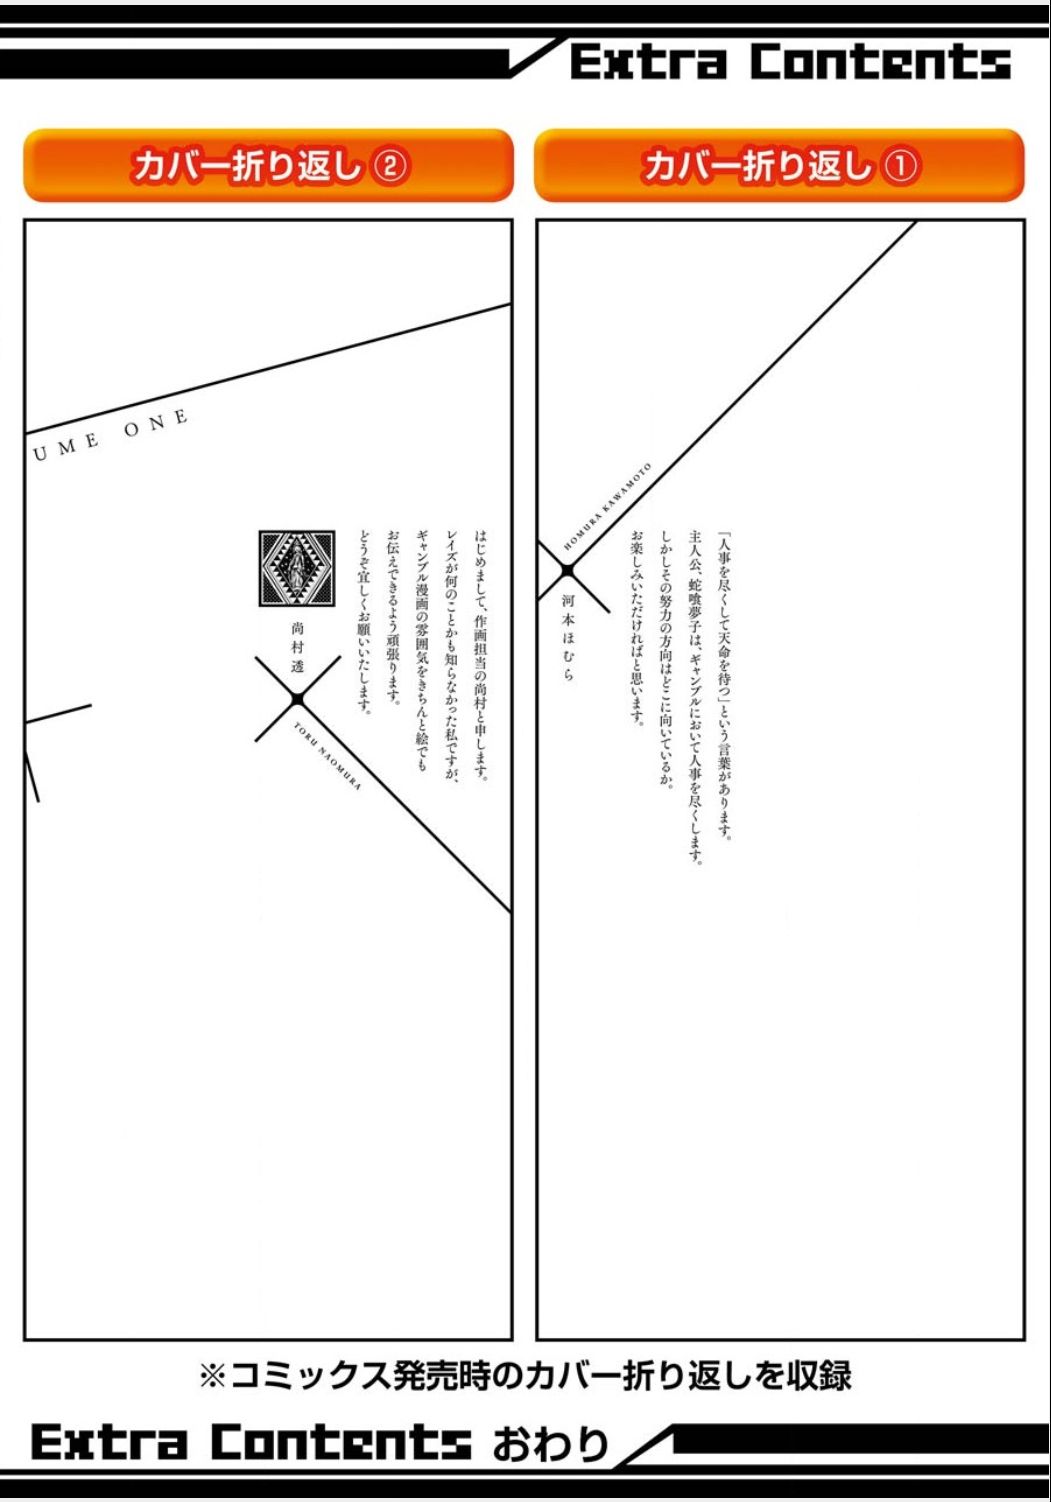 Extra Contents
カバー折り返し①
「人事を尽くして天命を待つ」という言葉があります。
主人公、蛇喰夢子は、ギャンブルにおいて人事を尽くします。
しかしその努力の方向はどこに向いているか。
お楽しみいただければと思います。
HOMURA KAWAMOTO
河本ほむら
カバー折り返し②
UME ONE
はじめまして、作画担当の尚村と申します。
レイズが何のことかも知らなかった私ですが、
ギャンブル漫画の雰囲気をきちんと絵でも
お伝えできるよう頑張ります。
どうぞ宜しくお願いいたします。
尚村透
TORU NAOMURA
※コミックス発売時のカバー折り返しを収録
Extra Contents おわり